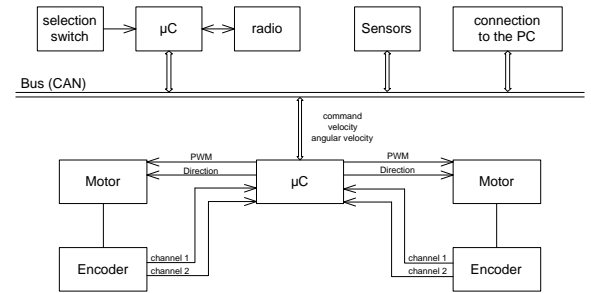 selection
switch
µC
radio
Sensors
connection
to the PC
Bus (CAN)
command
velocity
angular velocity
PWM
Direction
PWM
Direction
Motor
µC
Motor
Encoder
channel 1
channel 2
channel 1
channel 2
Encoder